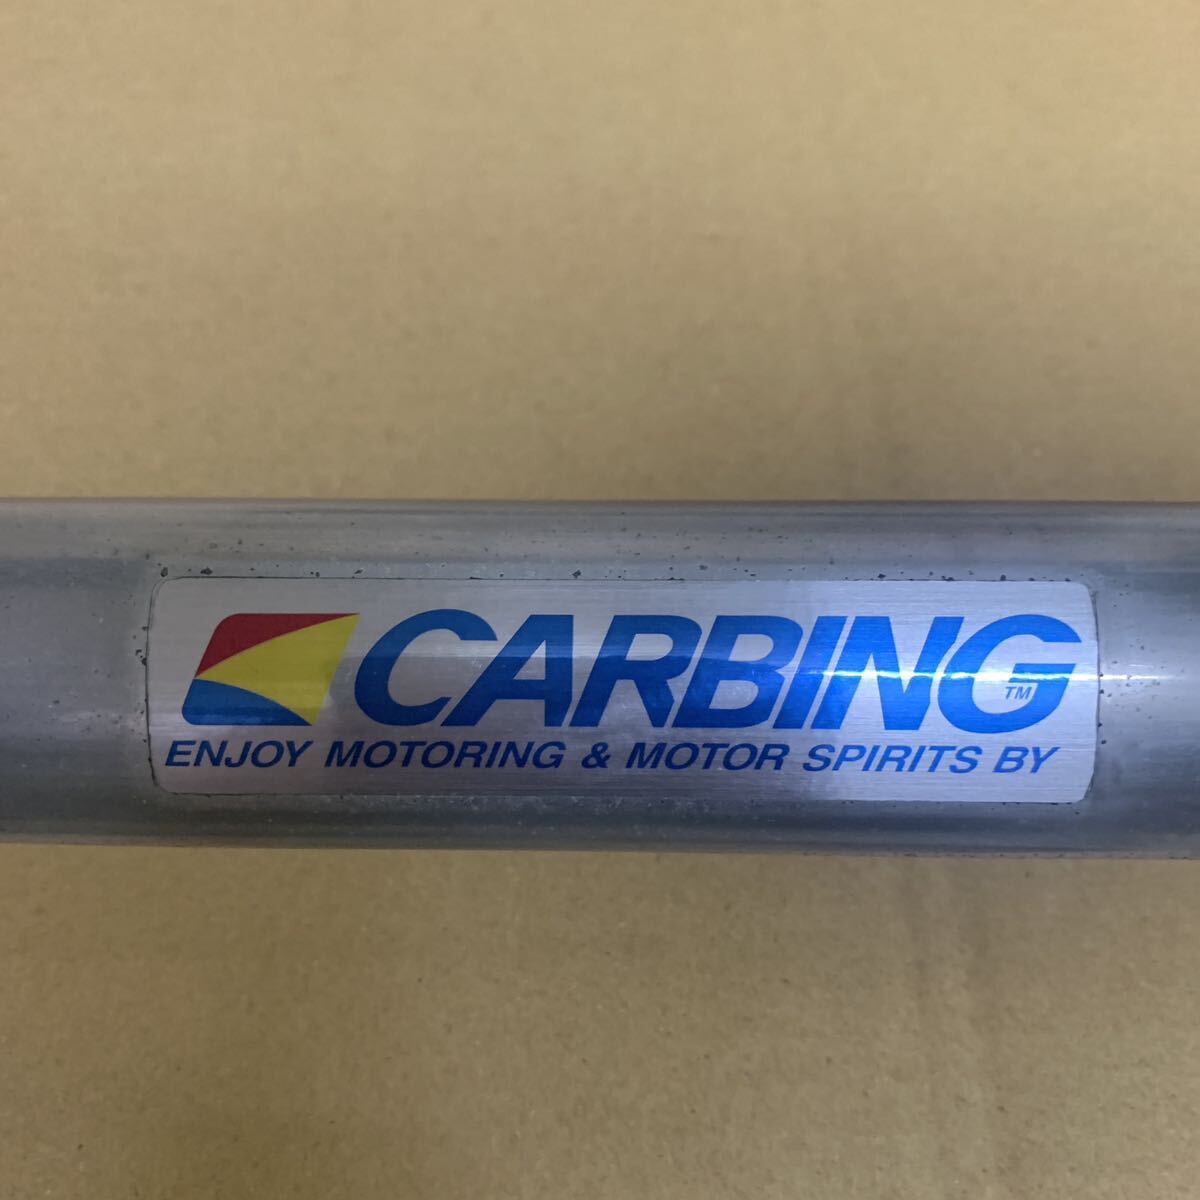 CARBING TM
ENJOY MOTORING & MOTOR SPIRITS BY